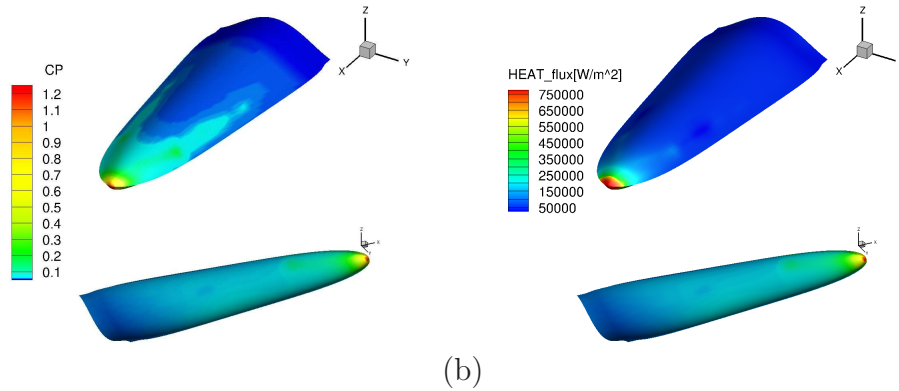 Z
Y
X
CP
1.2
1.1
1
0.9
0.8
0.7
0.6
0.5
0.4
0.3
0.2
0.1
Z
X
Y
Z
X
HEAT_flux[W/m^2]
750000
650000
550000
450000
350000
250000
150000
50000
Z
X
Y
(b)